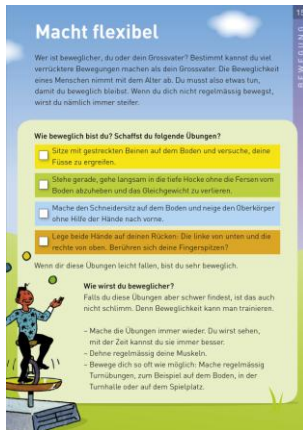 15
BEWEGUNG
Macht flexibel
Wer ist beweglicher, du oder dein Grossvater? Bestimmt kannst du viel
verrücktere Bewegungen machen als dein Grossvater. Die Beweglichkeit
eines Menschen nimmt mit dem Alter ab. Du musst also etwas tun,
damit du beweglich bleibst. Wenn du dich nicht regelmässig bewegst,
wirst du nämlich immer steifer.
Wie beweglich bist du? Schaffst du folgende Übungen?
Sitze mit gestreckten Beinen auf dem Boden und versuche, deine
Füsse zu ergreifen.
Stehe gerade, gehe langsam in die tiefe Hocke ohne die Fersen vom
Boden abzuheben und das Gleichgewicht zu verlieren.
Mache den Schneidersitz auf dem Boden und neige den Oberkörper
ohne Hilfe der Hände nach vorne.
Lege beide Hände auf deinen Rücken: Die linke von unten und die
rechte von oben. Berühren sich deine Fingerspitzen?
Wenn dir diese Übungen leicht fallen, bist du sehr beweglich.
Wie wirst du beweglicher?
Falls du diese Übungen aber schwer findest, ist das auch
nicht schlimm. Denn Beweglichkeit kann man trainieren.
– Mache die Übungen immer wieder. Du wirst sehen,
mit der Zeit kannst du sie immer besser.
– Dehne regelmässig deine Muskeln.
– Bewege dich so oft wie möglich: Mache regelmässig
Turnübungen, zum Beispiel auf dem Boden, in der
Turnhalle oder auf dem Spielplatz.